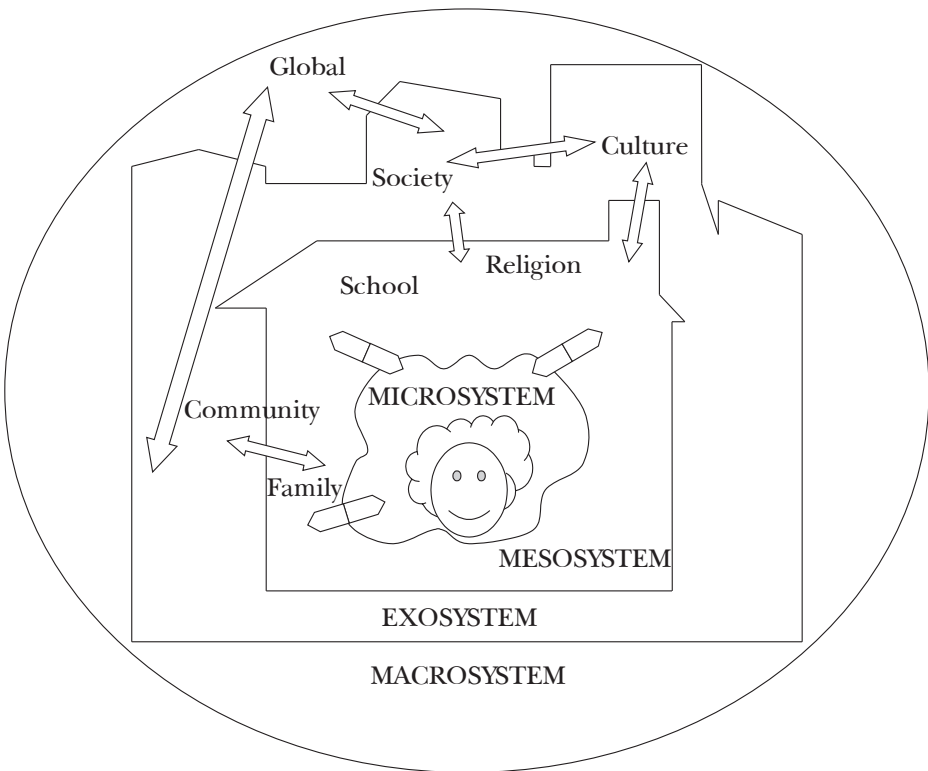 Global
Culture
Society
Religion
School
MICROSYSTEM
Community
Family
MESOSYSTEM
EXOSYSTEM
MACROSYSTEM